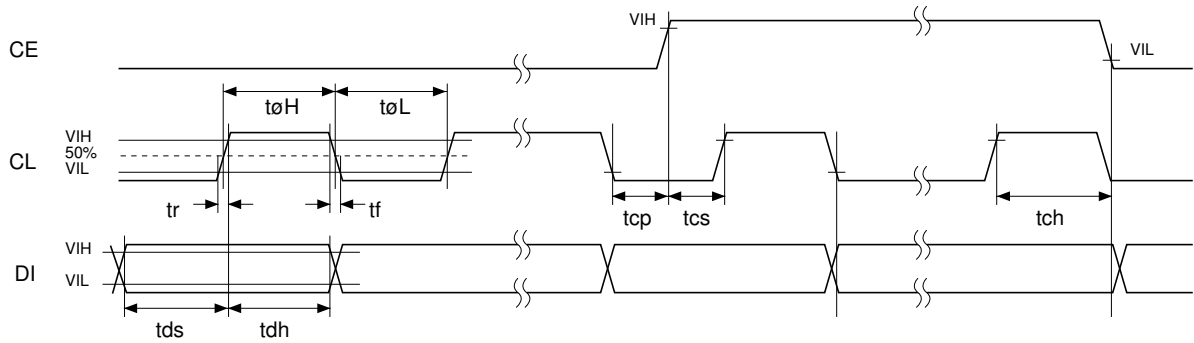 VIH
CE
VIL
tøH
tøL
VIH
50%
CL
VIL
tr
tf
tcp
tcs
tch
VIH
DI
VIL
tds
tdh